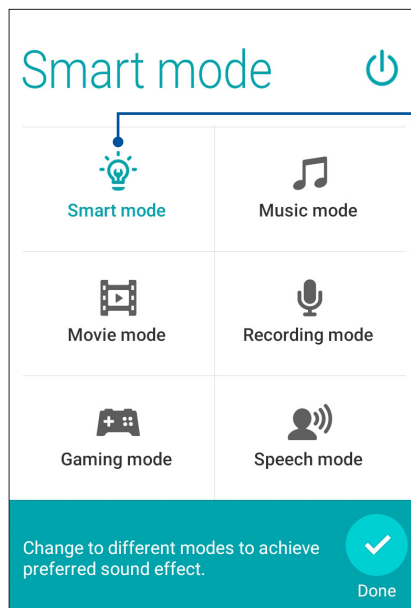 Smart mode
Smart mode
Music mode
Movie mode
Recording mode
Gaming mode
Speech mode
Change to different modes to achieve
preferred sound effect.
Done